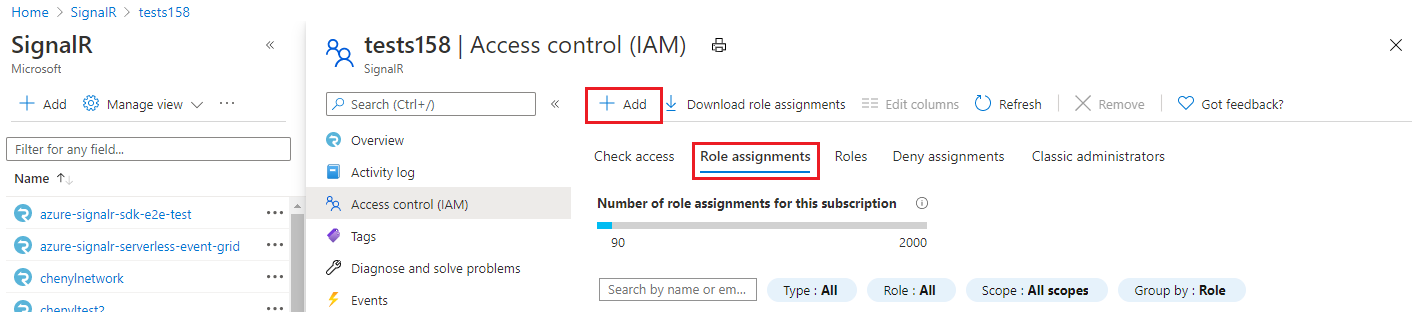 Home > SignalR > tests158
SignalR
Microsoft
«
+ Add Manage view ...
Filter for any field...
Name ↑↓
azure-signalr-sdk-e2e-test ...
azure-signalr-serverless-event-grid ...
chenylnetwork ...
chenyltest2 ...
tests158 | Access control (IAM)
SignalR
Search (Ctrl+/) «
Overview
Activity log
Access control (IAM)
Tags
Diagnose and solve problems
Events
+ Add Download role assignments Edit columns Refresh Remove Got feedback?
Check access Role assignments Roles Deny assignments Classic administrators
Number of role assignments for this subscription
90 2000
Search by name or em... Type : All Role : All Scope : All scopes Group by : Role